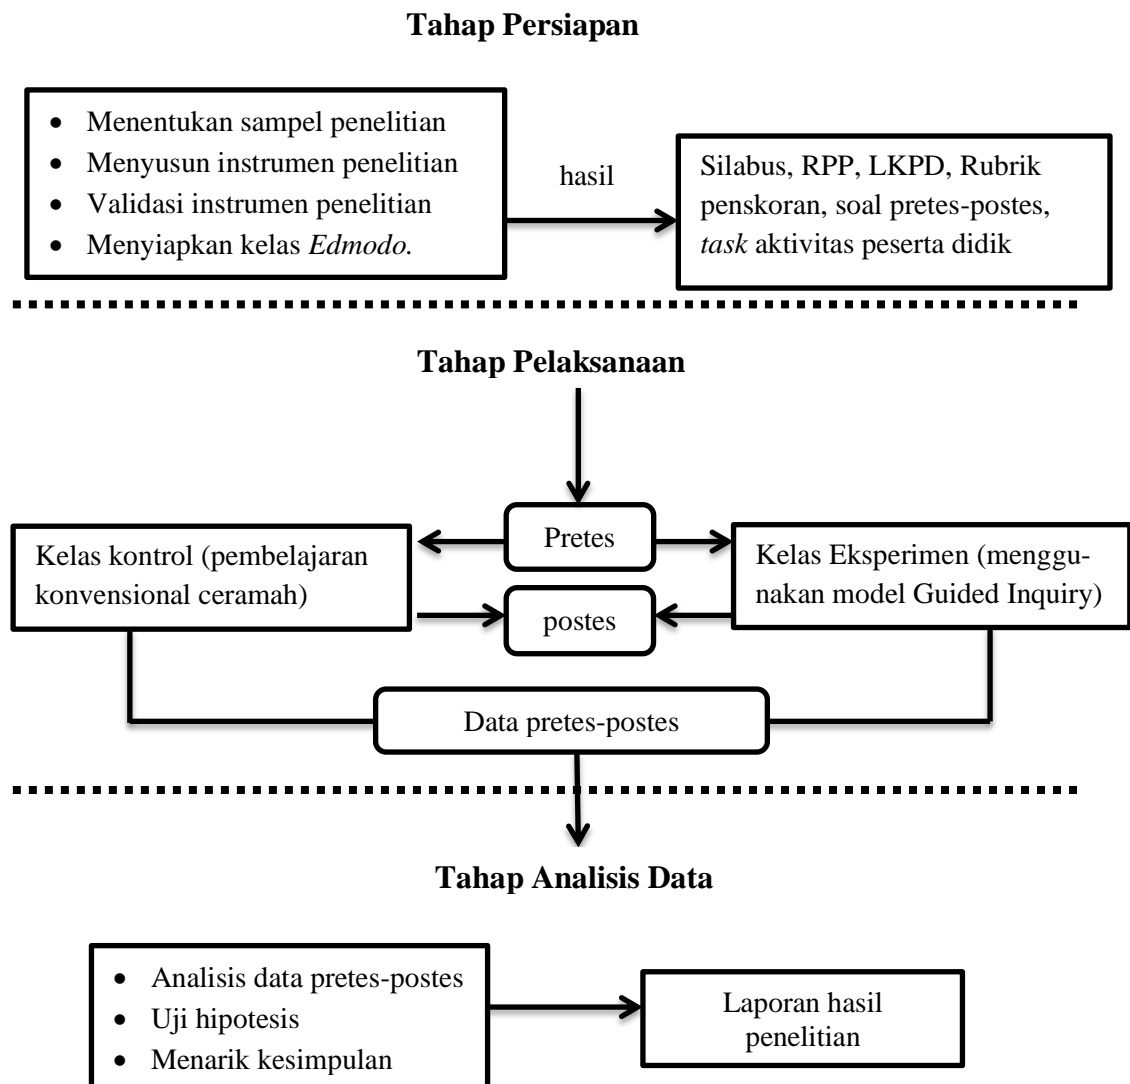 Tahap Persiapan
• Menentukan sampel penelitian
• Menyusun instrumen penelitian
• Validasi instrumen penelitian
• Menyiapkan kelas Edmodo.
hasil
Silabus, RPP, LKPD, Rubrik
penskoran, soal pretes-postes,
task aktivitas peserta didik
Tahap Pelaksanaan
Pretes
Kelas kontrol (pembelajaran
konvensional ceramah)
Kelas Eksperimen (menggu-
nakan model Guided Inquiry)
postes
Data pretes-postes
Tahap Analisis Data
• Analisis data pretes-postes
• Uji hipotesis
• Menarik kesimpulan
Laporan hasil
penelitian